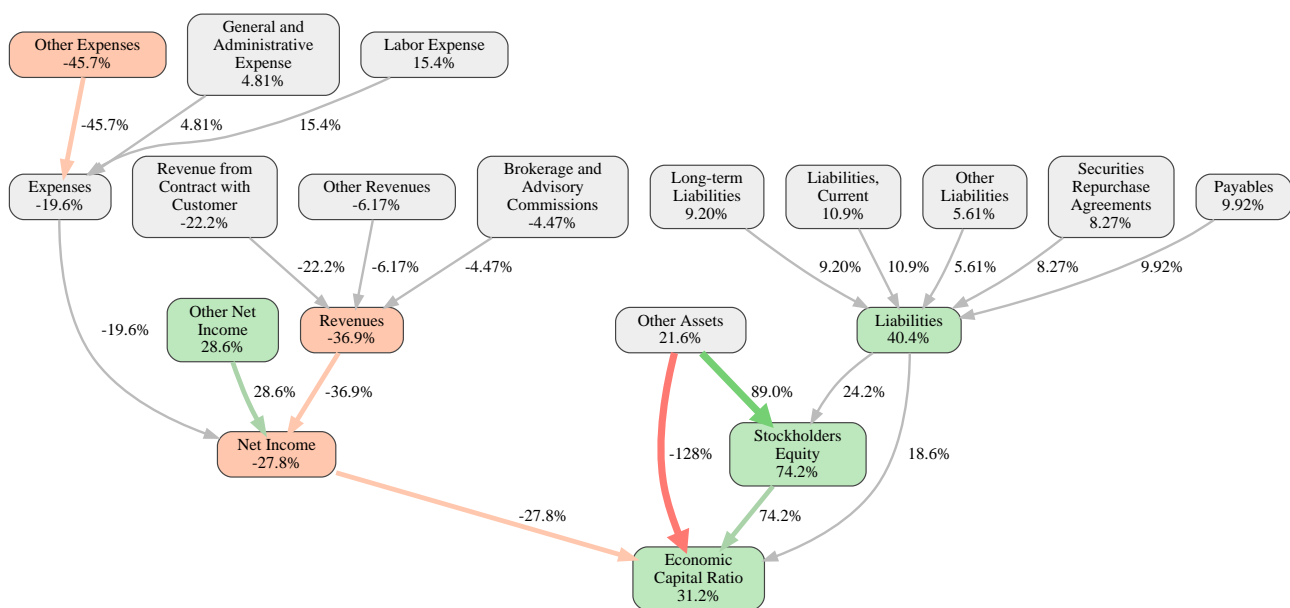 General and
Administrative
Expense
4.81%
Other Expenses
-45.7%
Labor Expense
15.4%
-45.7%
4.81%
15.4%
Expenses
-19.6%
Revenue from
Contract with
Customer
-22.2%
Other Revenues
-6.17%
Brokerage and
Advisory
Commissions
-4.47%
Long-term
Liabilities
9.20%
Liabilities,
Current
10.9%
Other
Liabilities
5.61%
Securities
Repurchase
Agreements
8.27%
Payables
9.92%
-22.2%
-6.17%
-4.47%
9.20%
10.9%
5.61%
8.27%
9.92%
-19.6%
Other Net
Income
28.6%
Revenues
-36.9%
Other Assets
21.6%
Liabilities
40.4%
28.6%
-36.9%
89.0%
24.2%
Net Income
-27.8%
-128%
Stockholders
Equity
74.2%
18.6%
-27.8%
74.2%
Economic
Capital Ratio
31.2%